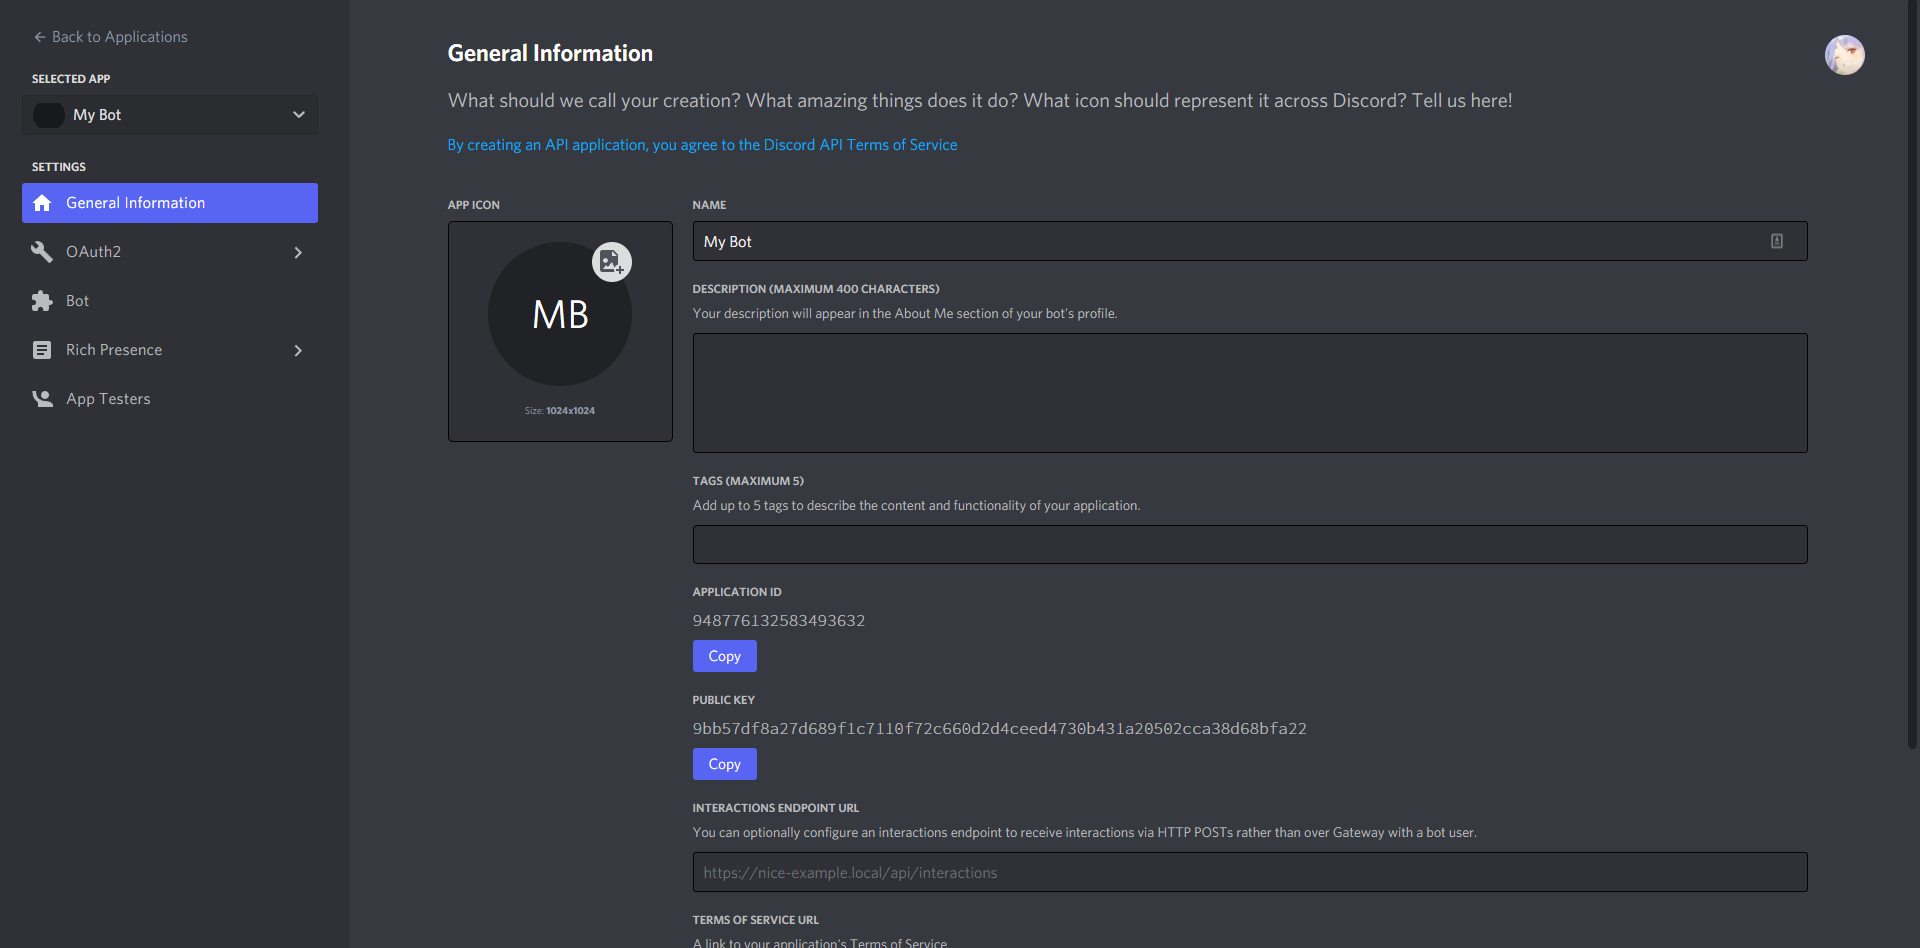 Back to Applications
SELECTED APP
My Bot
SETTINGS
General Information
OAuth2
Bot
Rich Presence
App Testers
General Information
What should we call your creation? What amazing things does it do? What icon should represent it across Discord? Tell us here!
By creating an API application, you agree to the Discord API Terms of Service
APP ICON
MB
Size: 1024x1024
NAME
My Bot
DESCRIPTION (MAXIMUM 400 CHARACTERS)
Your description will appear in the About Me section of your bot's profile.
TAGS (MAXIMUM 5)
Add up to 5 tags to describe the content and functionality of your application.
APPLICATION ID
948776132583493632
Copy
PUBLIC KEY
9bb57df8a27d689f1c7110f72c660d2d4ceed4730b431a20502cca38d68bfa22
Copy
INTERACTIONS ENDPOINT URL
You can optionally configure an interactions endpoint to receive interactions via HTTP POSTs rather than over Gateway with a bot user.
https://nice-example.local/api/interactions
TERMS OF SERVICE URL
A link to your application's Terms of Service